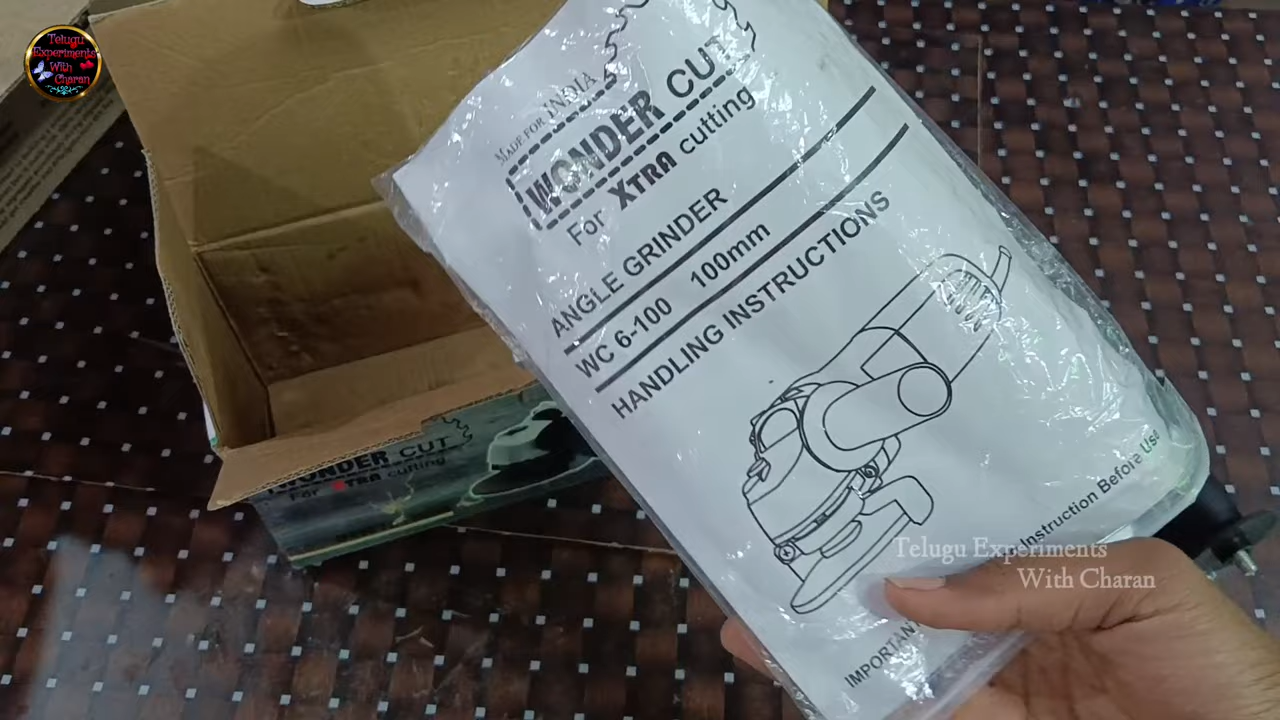 Telugu
Experiments
With
Charan
MADE FOR INDIA
WONDER CUT
For XTRA cutting
ANGLE GRINDER
WC 6-100 100mm
HANDLING INSTRUCTIONS
WONDER CUT
For XTRA cutting
IMPORTANT
Instruction Before Use
Telugu Experiments
With Charan